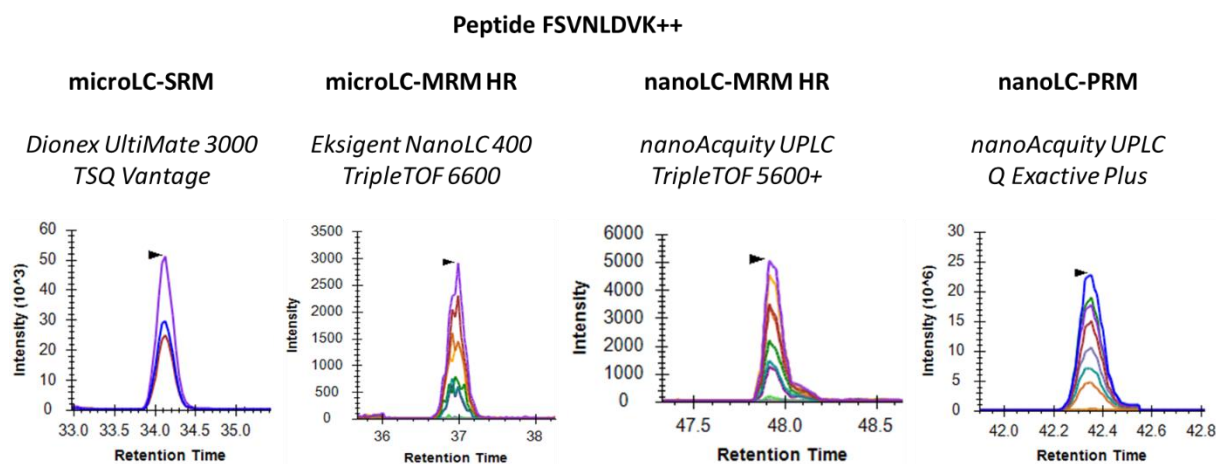 Peptide FSVNLDVK++
microLC-SRM
Dionex UltiMate 3000
TSQ Vantage
60
50
40
30
20
10
0
Intensity (10^3)
33.0 33.5 34.0 34.5 35.0
Retention Time
microLC-MRM HR
Eksigent NanoLC 400
TripleTOF 6600
3500
3000
2500
2000
1500
1000
500
0
Intensity
36 37 38
Retention Time
nanoLC-MRM HR
nanoAcquity UPLC
TripleTOF 5600+
6000
5000
4000
3000
2000
1000
0
Intensity
47.5 48.0 48.5
Retention Time
nanoLC-PRM
nanoAcquity UPLC
Q Exactive Plus
30
25
20
15
10
5
0
Intensity (10^6)
42.0 42.2 42.4 42.6 42.8
Retention Time